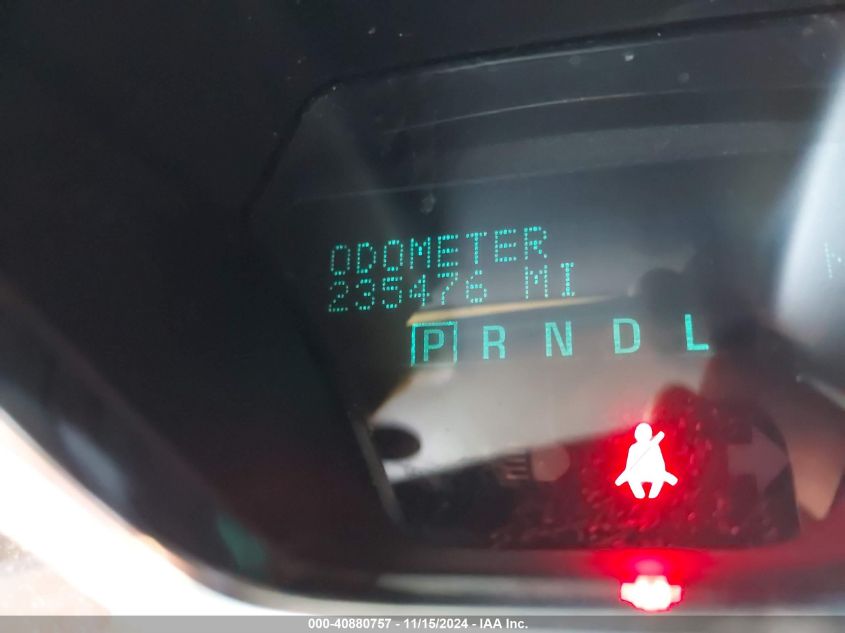 ODOMETER
235476 MI
P R N D L
000-40880757 - 11/15/2024 - IAA Inc.